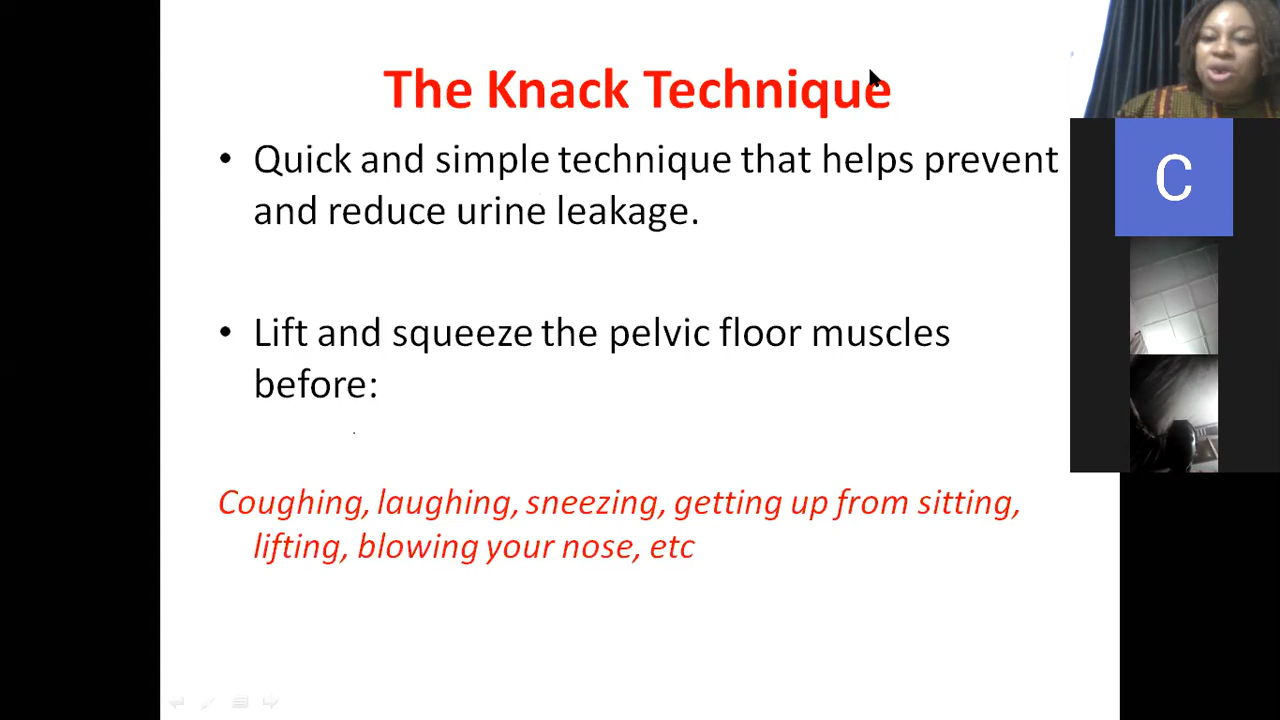 The Knack Technique
• Quick and simple technique that helps prevent
and reduce urine leakage.
• Lift and squeeze the pelvic floor muscles
before:
Coughing, laughing, sneezing, getting up from sitting,
lifting, blowing your nose, etc
C